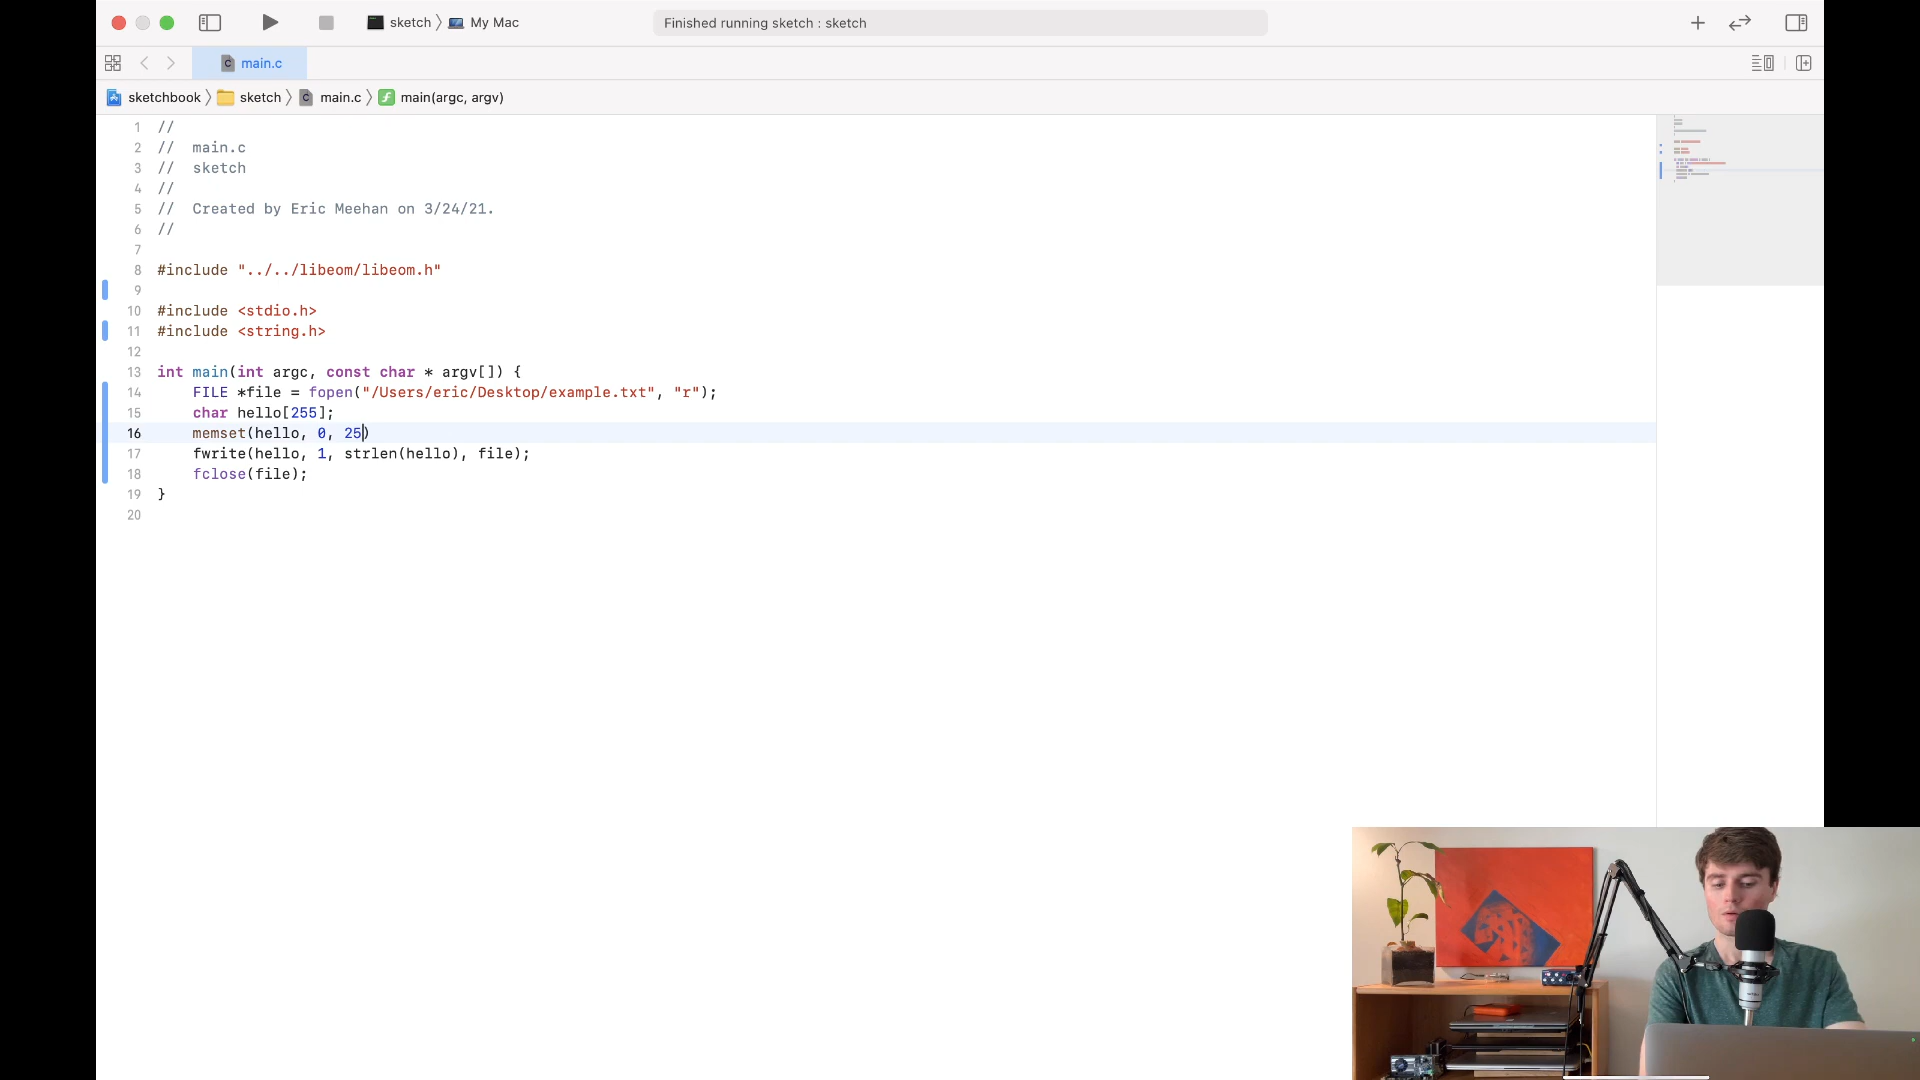 sketch 〉 My Mac
Finished running sketch : sketch
main.c
sketchbook 〉 sketch 〉 main.c 〉 main(argc, argv)
1 //
2 //  main.c
3 //  sketch
4 //
5 //  Created by Eric Meehan on 3/24/21.
6 //
7
8 #include "../../libeom/libeom.h"
9
10 #include <stdio.h>
11 #include <string.h>
12
13 int main(int argc, const char * argv[]) {
14     FILE *file = fopen("/Users/eric/Desktop/example.txt", "r");
15     char hello[255];
16     memset(hello, 0, 25)
17     fwrite(hello, 1, strlen(hello), file);
18     fclose(file);
19 }
20